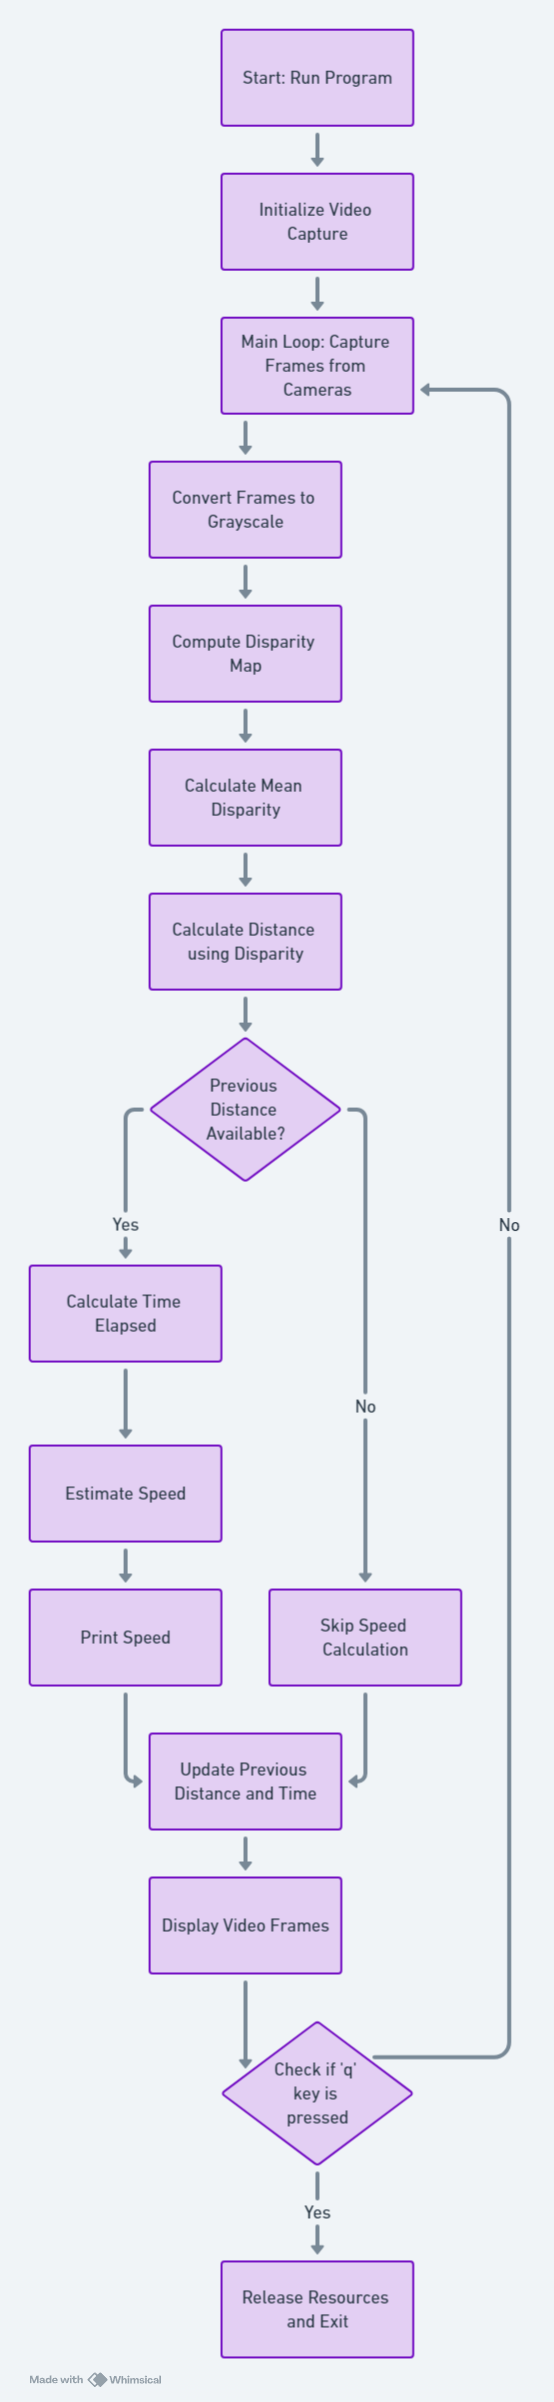 Start: Run Program
Initialize Video
Capture
Main Loop: Capture
Frames from
Cameras
Convert Frames to
Grayscale
Compute Disparity
Map
Calculate Mean
Disparity
Calculate Distance
using Disparity
Previous
Distance
Available?
Yes
No
Calculate Time
Elapsed
No
Estimate Speed
Print Speed
Skip Speed
Calculation
Update Previous
Distance and Time
Display Video Frames
Check if 'q'
key is
pressed
Yes
Release Resources
and Exit
Made with Whimsical